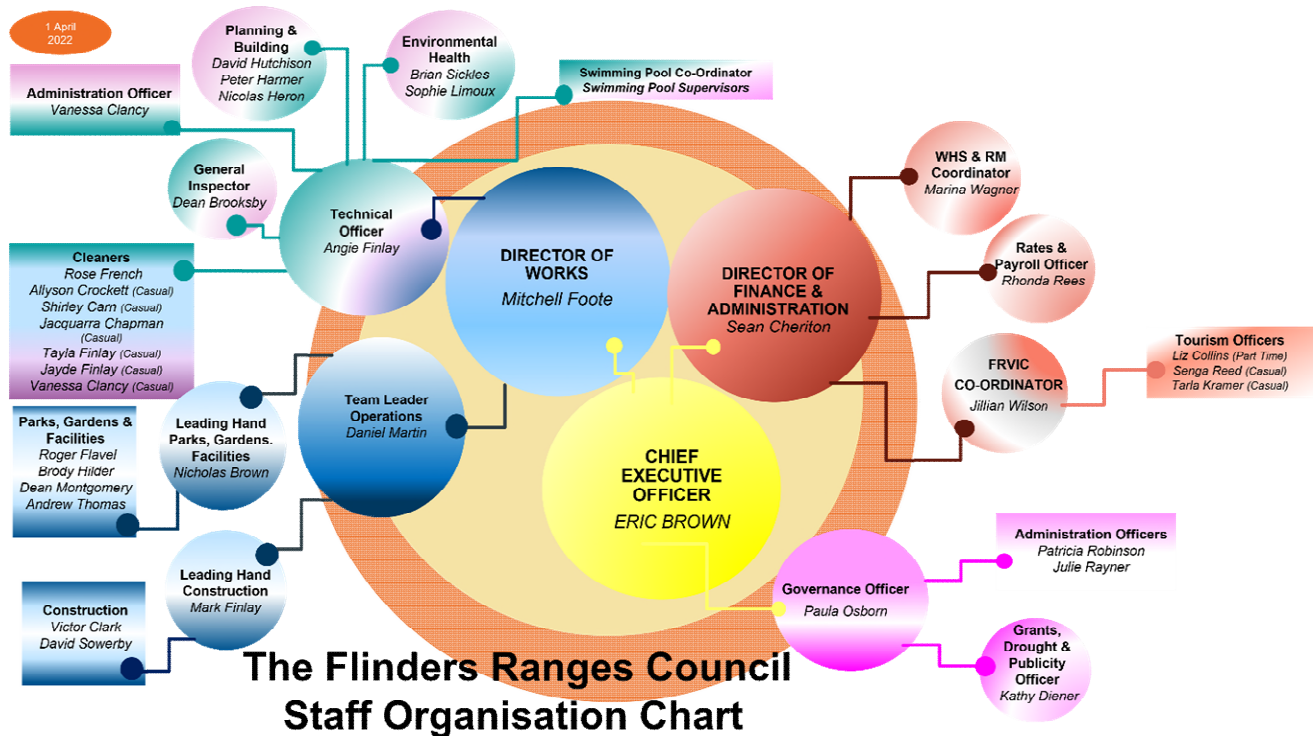 1 April
2022
Planning &
Building
David Hutchison
Peter Harmer
Nicolas Heron
Environmental
Health
Brian Sickles
Sophie Limoux
Swimming Pool Co-Ordinator
Swimming Pool Supervisors
Administration Officer
Vanessa Clancy
General
Inspector
Dean Brooksby
Technical
Officer
Angie Finlay
Cleaners
Rose French
Allyson Crockett (Casual)
Shirley Cam (Casual)
Jacquarra Chapman
(Casual)
Tayla Finlay (Casual)
Jayde Finlay (Casual)
Vanessa Clancy (Casual)
DIRECTOR OF
WORKS
Mitchell Foote
DIRECTOR OF
FINANCE &
ADMINISTRATION
Sean Cheriton
WHS & RM
Coordinator
Marina Wagner
Rates &
Payroll Officer
Rhonda Rees
FRVIC
CO-ORDINATOR
Jillian Wilson
Tourism Officers
Liz Collins (Part Time)
Senga Reed (Casual)
Tarla Kramer (Casual)
Team Leader
Operations
Daniel Martin
Leading Hand
Parks, Gardens,
Facilities
Nicholas Brown
Parks, Gardens &
Facilities
Roger Flavel
Brody Hilder
Dean Montgomery
Andrew Thomas
Leading Hand
Construction
Mark Finlay
Construction
Victor Clark
David Sowerby
CHIEF
EXECUTIVE
OFFICER
ERIC BROWN
Governance Officer
Paula Osborn
Administration Officers
Patricia Robinson
Julie Rayner
Grants,
Drought &
Publicity
Officer
Kathy Diener
The Flinders Ranges Council
Staff Organisation Chart